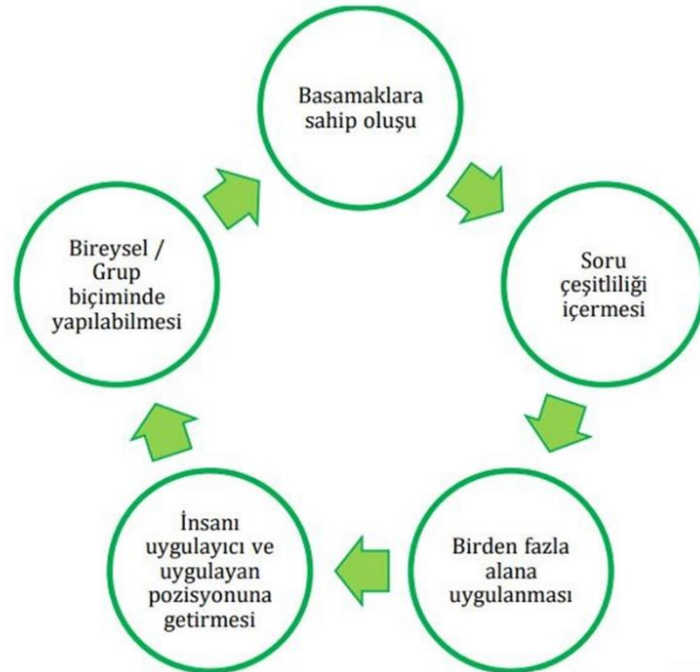 Basamaklara
sahip oluşu
Soru
çeşitliliği
içermesi
Birden fazla
alana
uygulanması
İnsanı
uygulayıcı ve
uygulayan
pozisyonuna
getirmesi
Bireysel /
Grup
biçiminde
yapılabilmesi